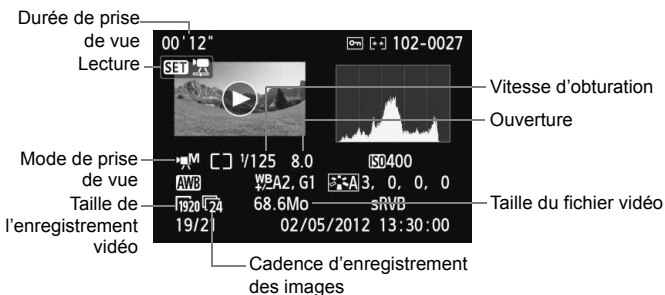 Durée de prise
de vue
00'12"
102-0027
Lecture
SET
Vitesse d'obturation
Ouverture
Mode de prise
de vue
M
1/125 8.0
ISO400
AWB
WB +/- A2, G1
A 3, 0, 0, 0
Taille de
l'enregistrement
vidéo
1920 24
68.6Mo
sRVB
Taille du fichier vidéo
19/21
02/05/2012 13:30:00
Cadence d'enregistrement
des images